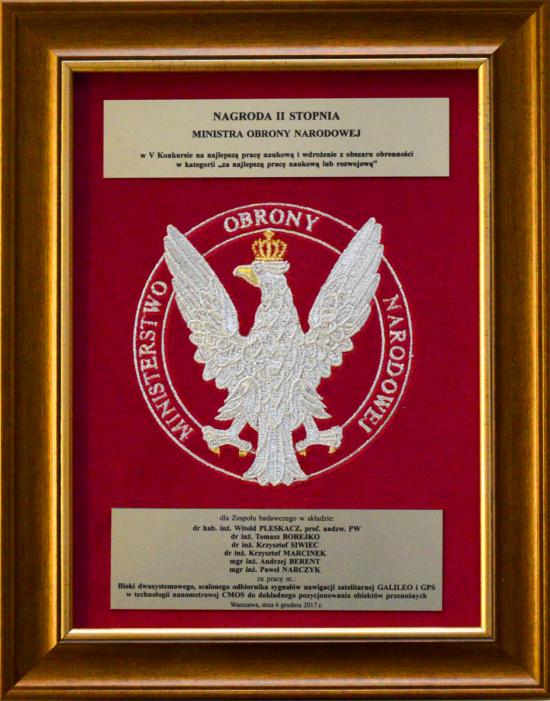 NAGRODA II STOPNIA
MINISTRA OBRONY NARODOWEJ
w V Konkursie na najlepszą pracę naukową i wdrożenie z obszaru obronności
w kategorii „za najlepszą pracę naukową lub rozwojową”
MINISTERSTWO OBRONY NARODOWEJ
dla Zespołu badawczego w składzie:
dr hab. inż. Witold PLESKACZ, prof. nadzw. PW
dr inż. Tomasz BOREJKO
dr inż. Krzysztof SIWIEC
dr inż. Krzysztof MARCINEK
mgr inż. Andrzej BERENT
mgr inż. Paweł NARCZYK
za pracę nt.:
Bloki dwusystemowego, scalonego odbiornika sygnałów nawigacji satelitarnej GALILEO i GPS
w technologii nanometrowej CMOS do dokładnego pozycjonowania obiektów przenośnych
Warszawa, dnia 6 grudnia 2017 r.